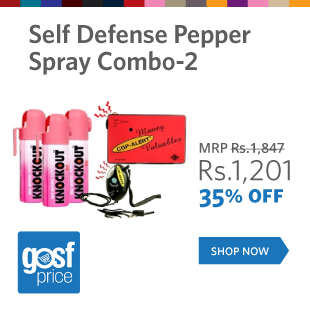 Self Defense Pepper
Spray Combo-2
KNOCKOUT
KNOCKOUT
KNOCKOUT
COP-ALERT
Money
Valuables
MRP Rs.1,847
Rs.1,201
35% OFF
gosf
price
SHOP NOW